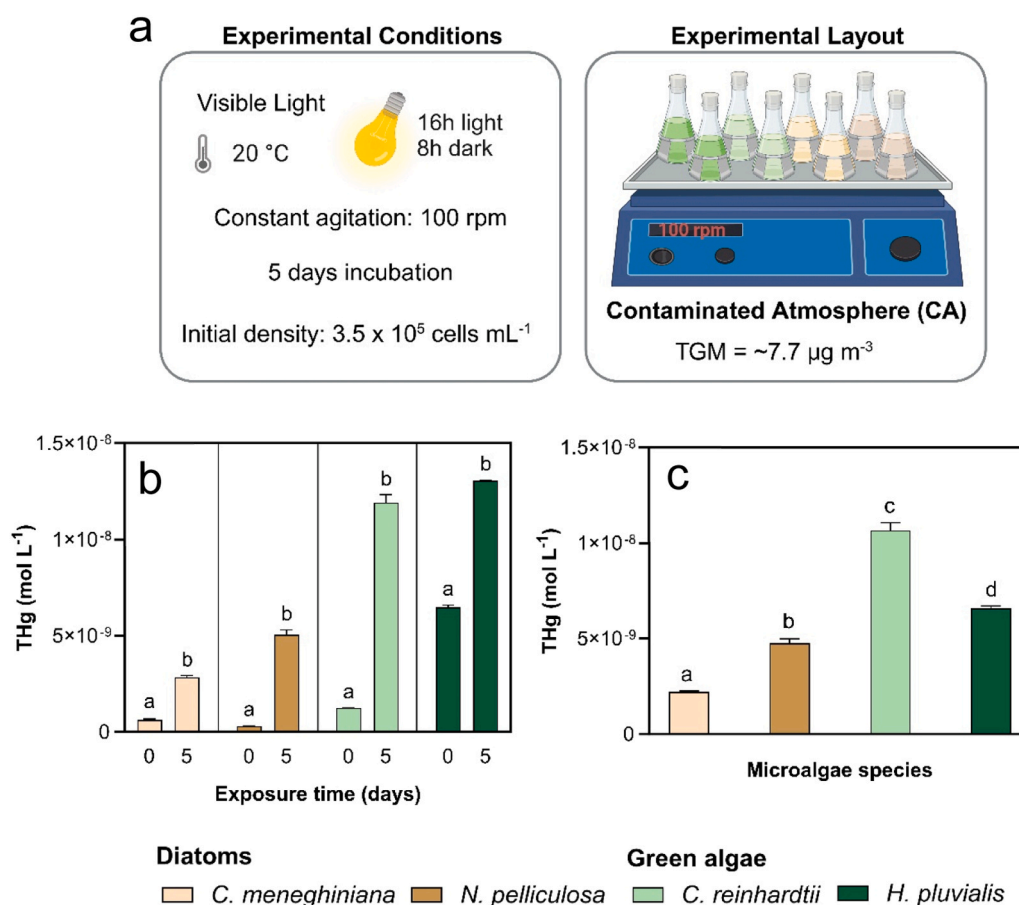 a
Experimental Conditions
Visible Light
20 °C
16h light
8h dark
Constant agitation: 100 rpm
5 days incubation
Initial density: 3.5 x 10⁵ cells mL⁻¹
Experimental Layout
100 rpm
Contaminated Atmosphere (CA)
TGM = ~7.7 µg m⁻³
b
THg (mol L⁻¹)
1.5×10⁻⁸
1×10⁻⁸
5×10⁻⁹
0
a b a b a b a b
0 5 0 5 0 5 0 5
Exposure time (days)
c
THg (mol L⁻¹)
1.5×10⁻⁸
1×10⁻⁸
5×10⁻⁹
0
a b c d
Microalgae species
Diatoms
C. meneghiniana N. pelliculosa
Green algae
C. reinhardtii H. pluvialis